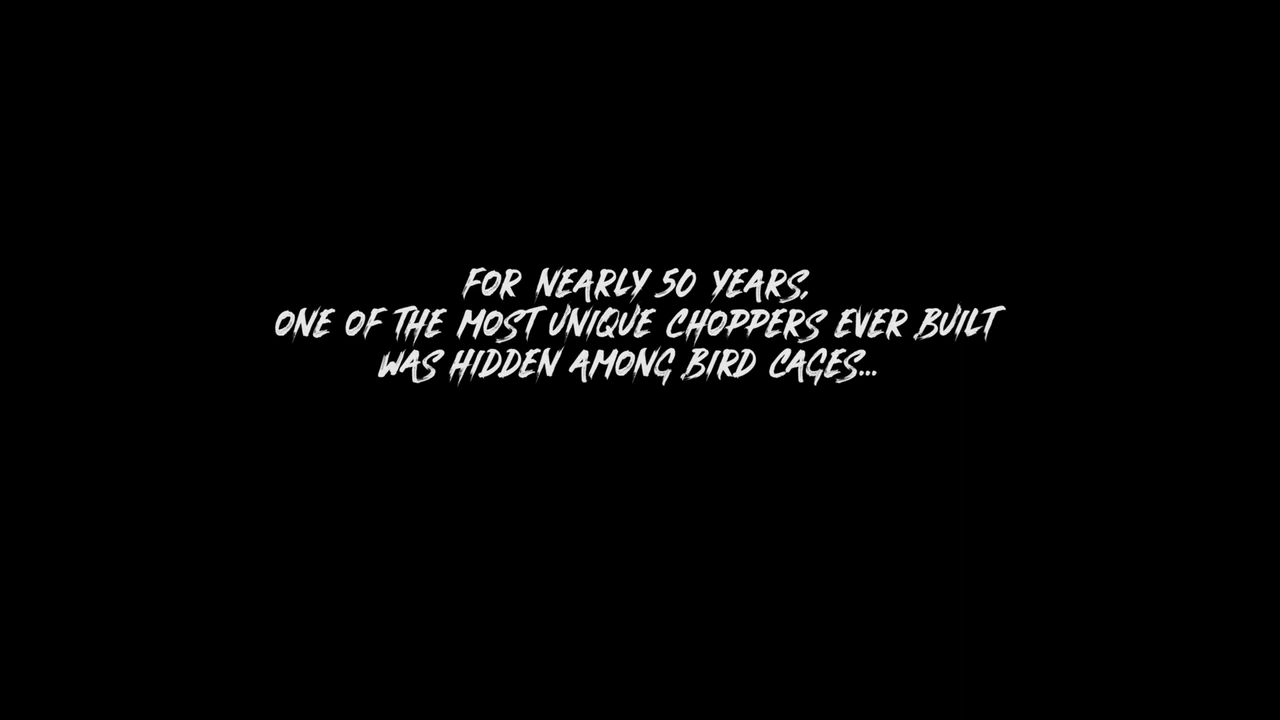 FOR NEARLY 50 YEARS,
ONE OF THE MOST UNIQUE CHOPPERS EVER BUILT
WAS HIDDEN AMONG BIRD CAGES...